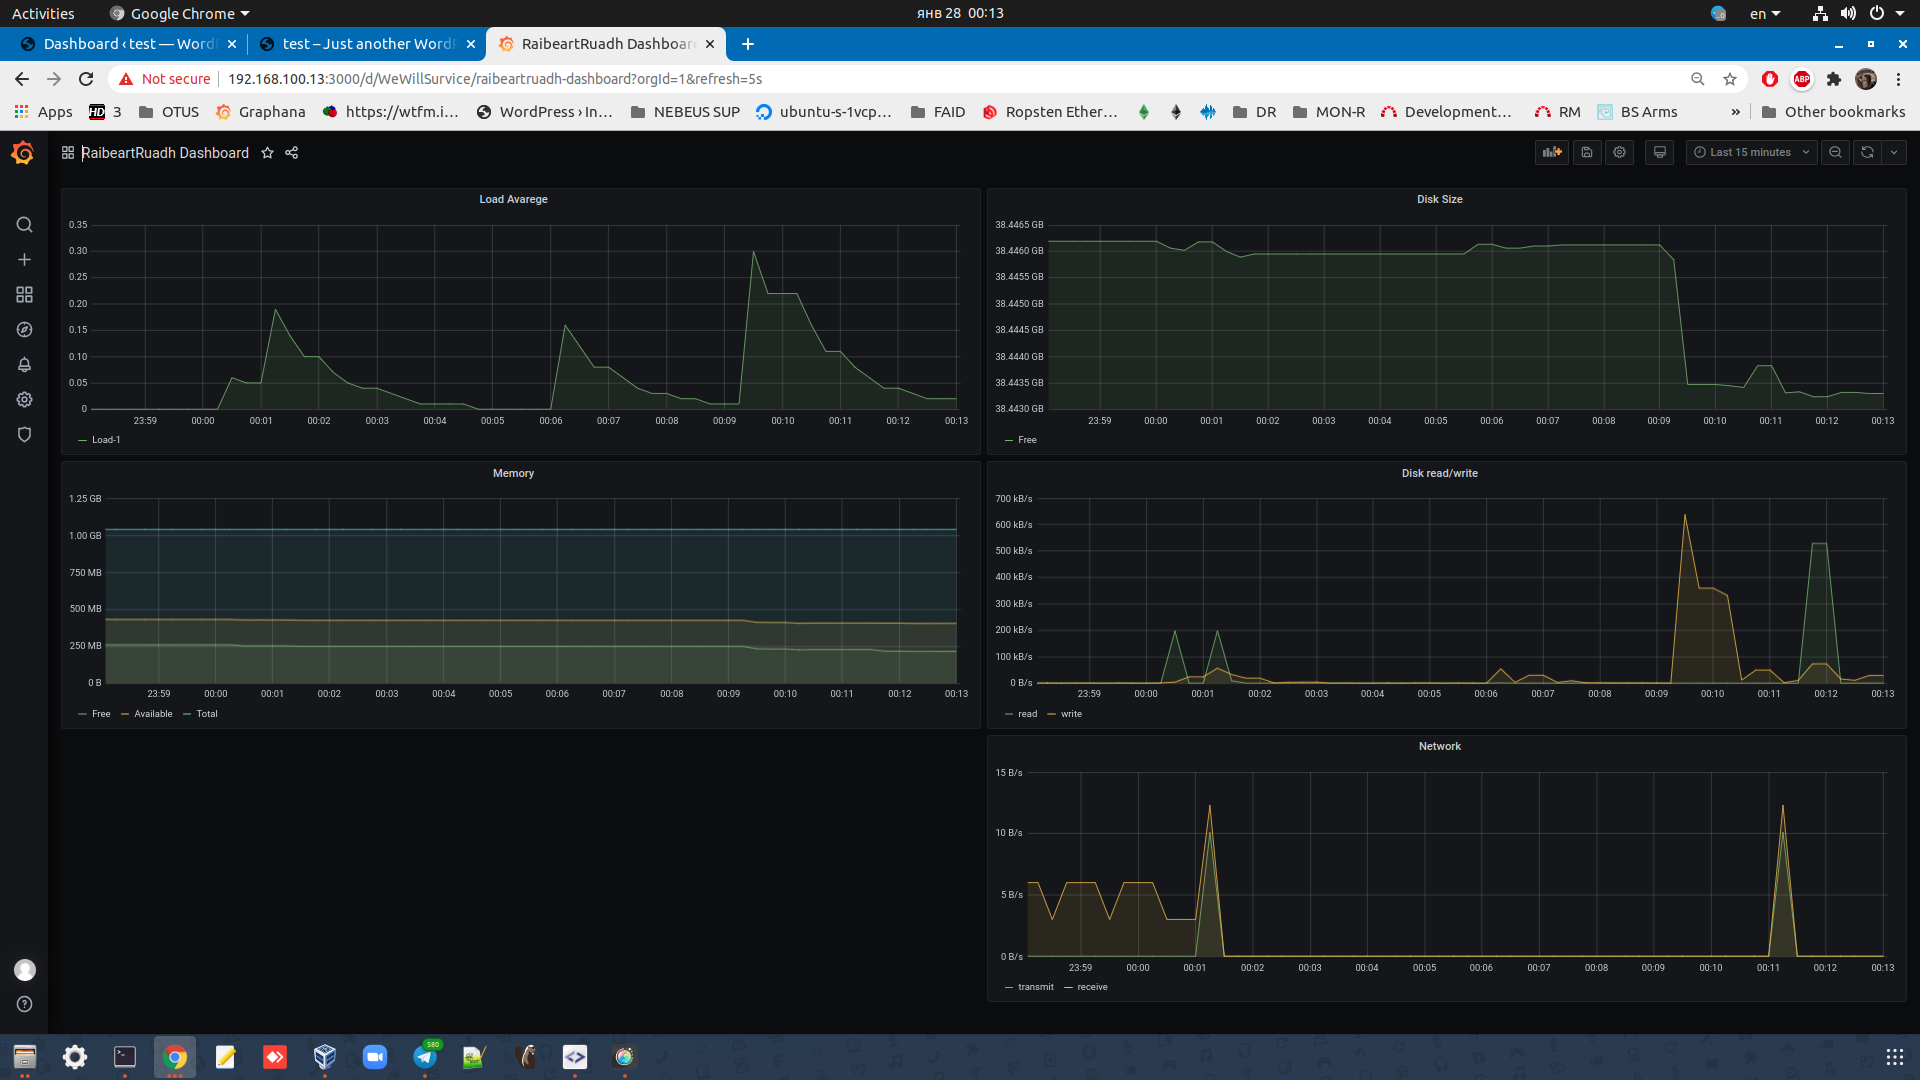 Activities Google Chrome янв 28 00:13 en
Dashboard ‹ test — Word test – Just another WordP RaibeartRuadh Dashboar
Not secure 192.168.100.13:3000/d/WeWillSurvice/raibeartruadh-dashboard?orgId=1&refresh=5s ABP
Apps HD 3 OTUS Graphana https://wtfm.i... WordPress › In... NEBEUS SUP ubuntu-s-1vcp... FAID Ropsten Ether... DR MON-R Development... RM BS Arms » Other bookmarks
RaibeartRuadh Dashboard Last 15 minutes
Load Avarege
0.35
0.30
0.25
0.20
0.15
0.10
0.05
0
23:59 00:00 00:01 00:02 00:03 00:04 00:05 00:06 00:07 00:08 00:09 00:10 00:11 00:12 00:13
Load-1
Disk Size
38.4465 GB
38.4460 GB
38.4455 GB
38.4450 GB
38.4445 GB
38.4440 GB
38.4435 GB
38.4430 GB
23:59 00:00 00:01 00:02 00:03 00:04 00:05 00:06 00:07 00:08 00:09 00:10 00:11 00:12 00:13
Free
Memory
1.25 GB
1.00 GB
750 MB
500 MB
250 MB
0 B
23:59 00:00 00:01 00:02 00:03 00:04 00:05 00:06 00:07 00:08 00:09 00:10 00:11 00:12 00:13
Free Available Total
Disk read/write
700 kB/s
600 kB/s
500 kB/s
400 kB/s
300 kB/s
200 kB/s
100 kB/s
0 B/s
23:59 00:00 00:01 00:02 00:03 00:04 00:05 00:06 00:07 00:08 00:09 00:10 00:11 00:12 00:13
read write
Network
15 B/s
10 B/s
5 B/s
0 B/s
23:59 00:00 00:01 00:02 00:03 00:04 00:05 00:06 00:07 00:08 00:09 00:10 00:11 00:12 00:13
transmit receive
580